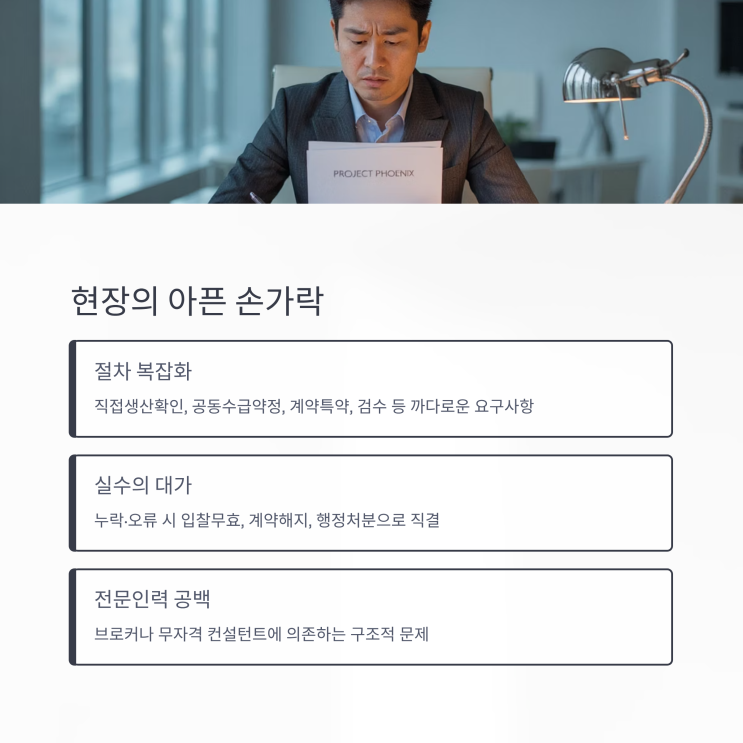 PROJECT PHOENIX
현장의 아픈 손가락
절차 복잡화
직접생산확인, 공동수급약정, 계약특약, 검수 등 까다로운 요구사항
실수의 대가
누락·오류 시 입찰무효, 계약해지, 행정처분으로 직결
전문인력 공백
브로커나 무자격 컨설턴트에 의존하는 구조적 문제